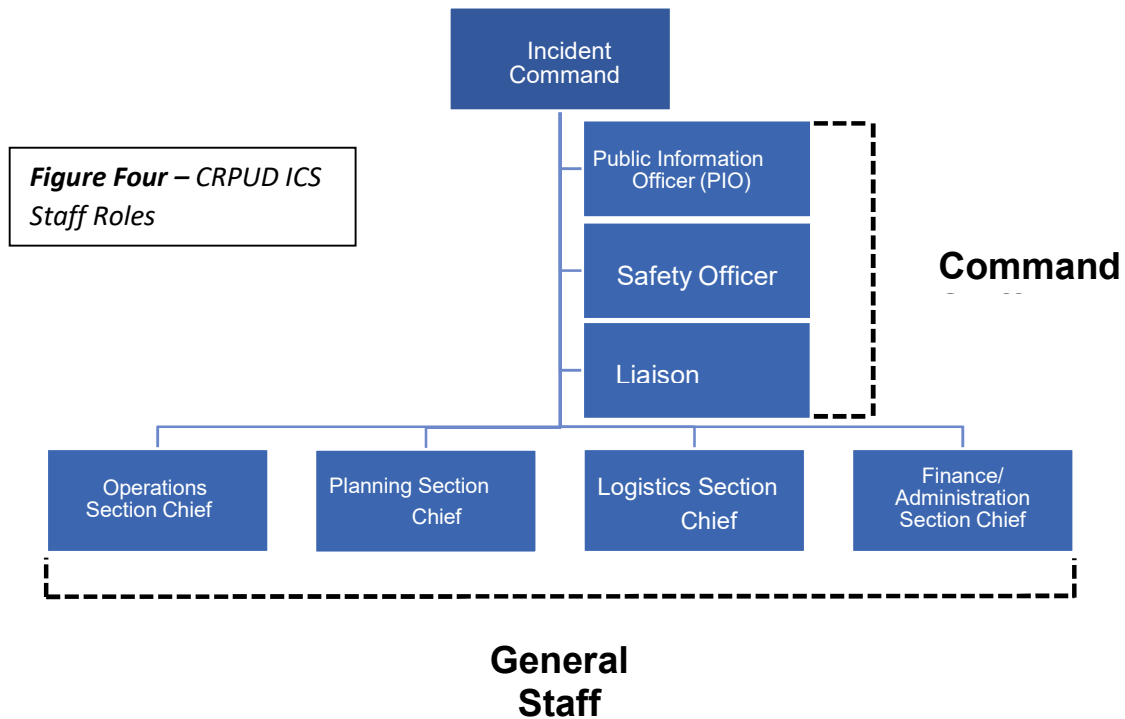 Incident
Command
Figure Four – CRPUD ICS
Staff Roles
Public Information
Officer (PIO)
Safety Officer
Command
Liaison
Operations
Section Chief
Planning Section
Chief
Logistics Section
Chief
Finance/
Administration
Section Chief
General
Staff